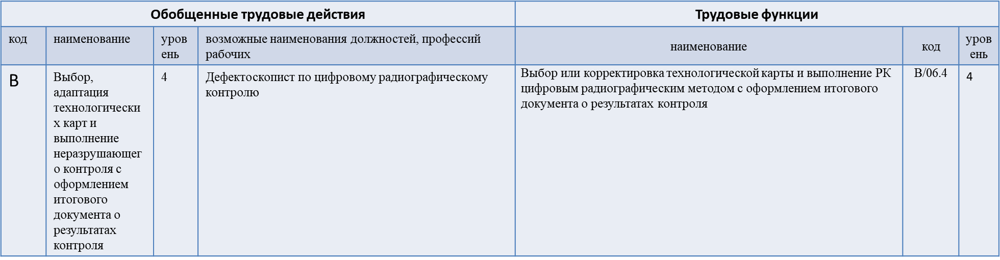 Обобщенные трудовые действия
Трудовые функции
код
наименование
уров
ень
возможные наименования должностей, профессий
рабочих
наименование
код
уров
ень
В
Выбор,
адаптация
технологически
х карт и
выполнение
неразрушающег
о контроля с
оформлением
итогового
документа о
результатах
контроля
4
Дефектоскопист по цифровому радиографическому
контролю
Выбор или корректировка технологической карты и выполнение РК
цифровым радиографическим методом с оформлением итогового
документа о результатах контроля
В/06.4
4